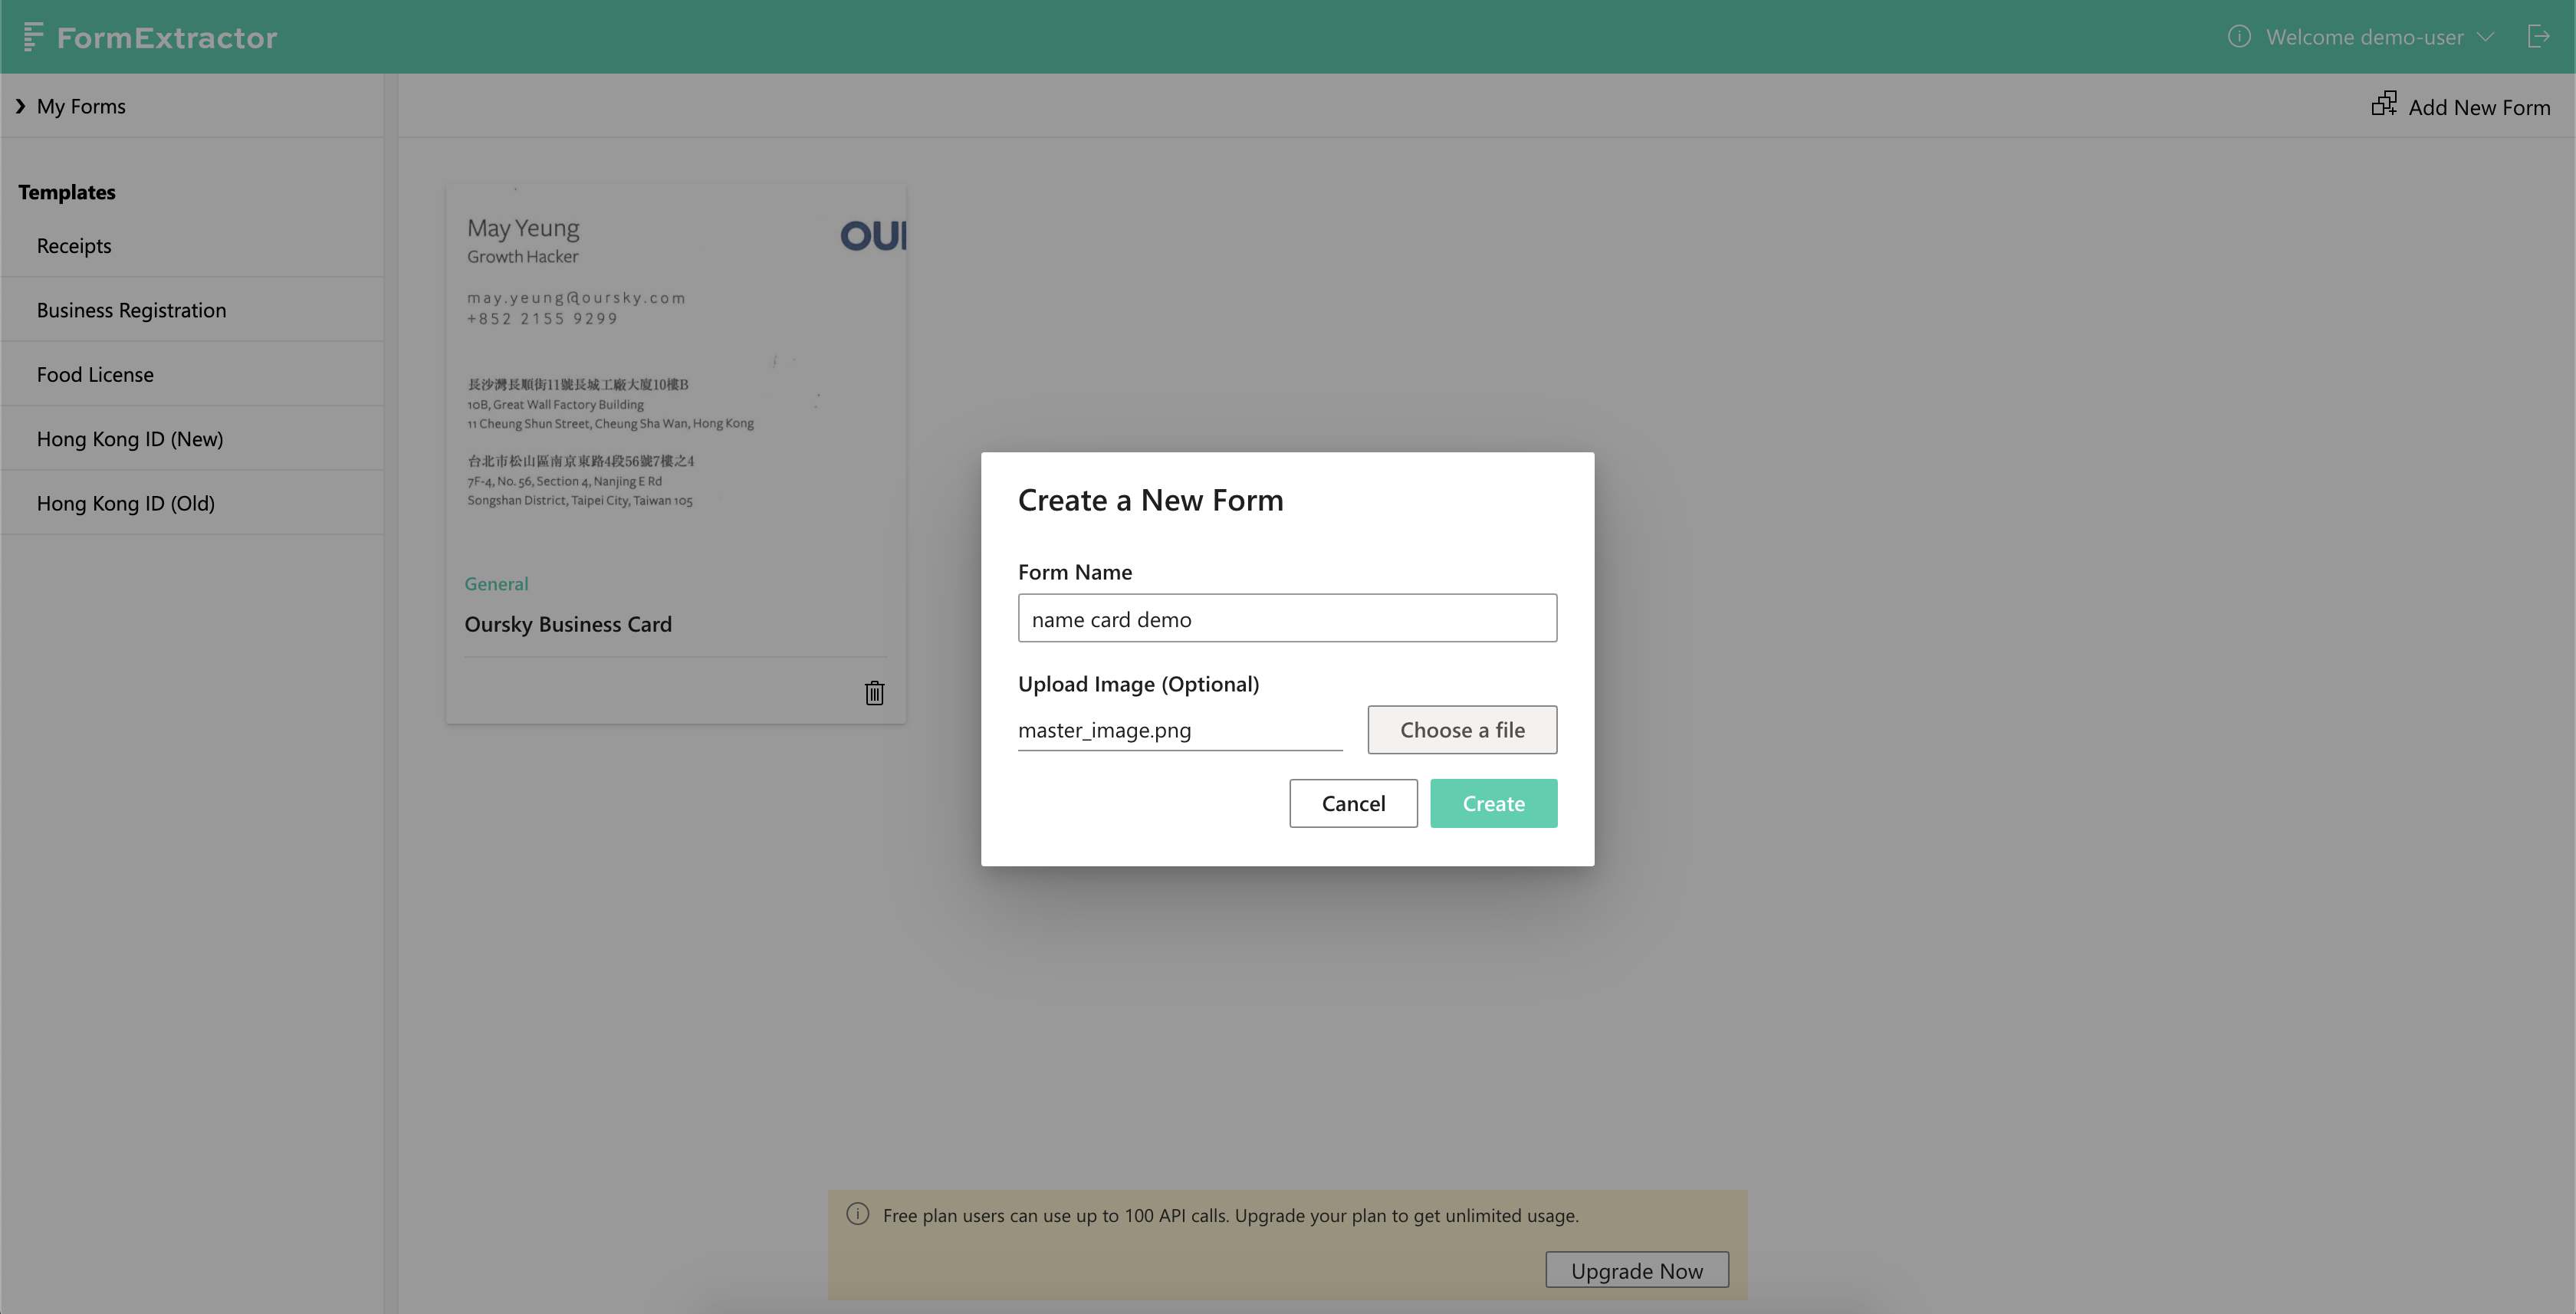 FormExtractor
Welcome demo-user
My Forms
Add New Form
Templates
Receipts
Business Registration
Food License
Hong Kong ID (New)
Hong Kong ID (Old)
May Yeung
Growth Hacker
OUR
may.yeung@oursky.com
+852 2155 9299
長沙灣長順街11號長城工廠大廈10樓B
10B, Great Wall Factory Building
11 Cheung Shun Street, Cheung Sha Wan, Hong Kong
台北市松山區南京東路4段56號7樓之4
7F-4, No. 56, Section 4, Nanjing E Rd
Songshan District, Taipei City, Taiwan 105
General
Oursky Business Card
Create a New Form
Form Name
name card demo
Upload Image (Optional)
master_image.png
Choose a file
Cancel
Create
Free plan users can use up to 100 API calls. Upgrade your plan to get unlimited usage.
Upgrade Now